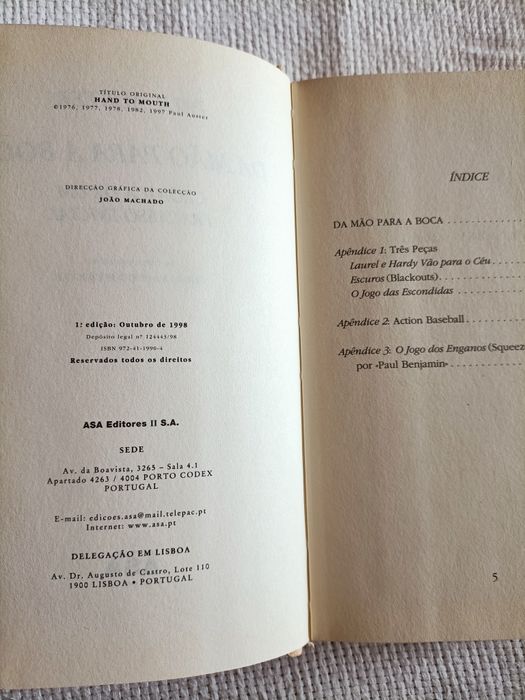 TÍTULO ORIGINAL
HAND TO MOUTH
©1976, 1977, 1978, 1982, 1997 Paul Auster
DIRECÇÃO GRÁFICA DA COLECÇÃO
JOÃO MACHADO
1ª edição: Outubro de 1998
Depósito legal nº 124443/98
ISBN 972-41-1990-4
Reservados todos os direitos
ASA Editores II S.A.
SEDE
Av. da Boavista, 3265 – Sala 4.1
Apartado 4263 / 4004 PORTO CODEX
PORTUGAL
E-mail: edicoes.asa@mail.telepac.pt
Internet: www.asa.pt
DELEGAÇÃO EM LISBOA
Av. Dr. Augusto de Castro, Lote 110
1900 LISBOA • PORTUGAL
ÍNDICE
DA MÃO PARA A BOCA . . . . . . . . . .
Apêndice 1: Três Peças
Laurel e Hardy Vão para o Céu . . . .
Escuros (Blackouts). . . . . . . . . . . .
O Jogo das Escondidas . . . . . . . . .
Apêndice 2: Action Baseball . . . . . . .
Apêndice 3: O Jogo dos Enganos (Squeez
por «Paul Benjamin» . . . . . . . . . .
5